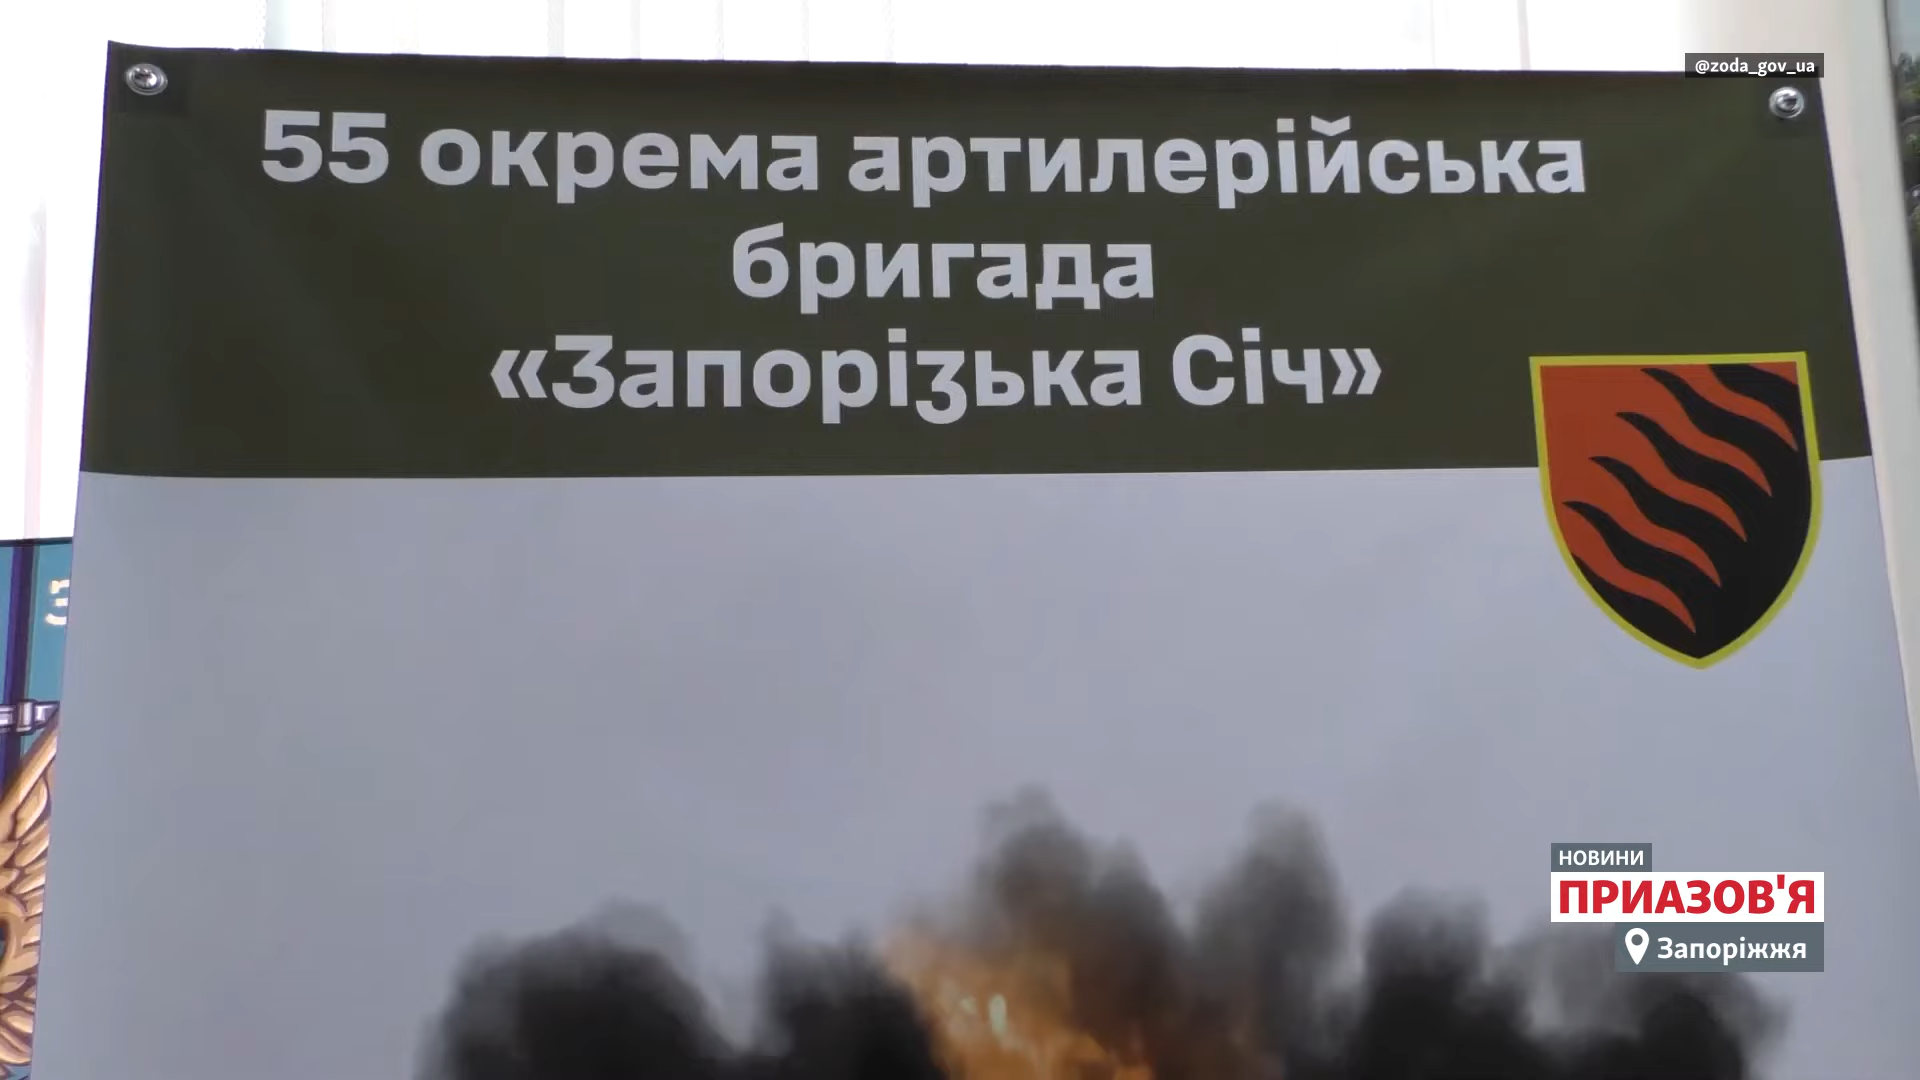 @zoda_gov_ua
55 окрема артилерійська
бригада
«Запорізька Січ»
З
НОВИНИ
ПРИАЗОВ'Я
Запоріжжя